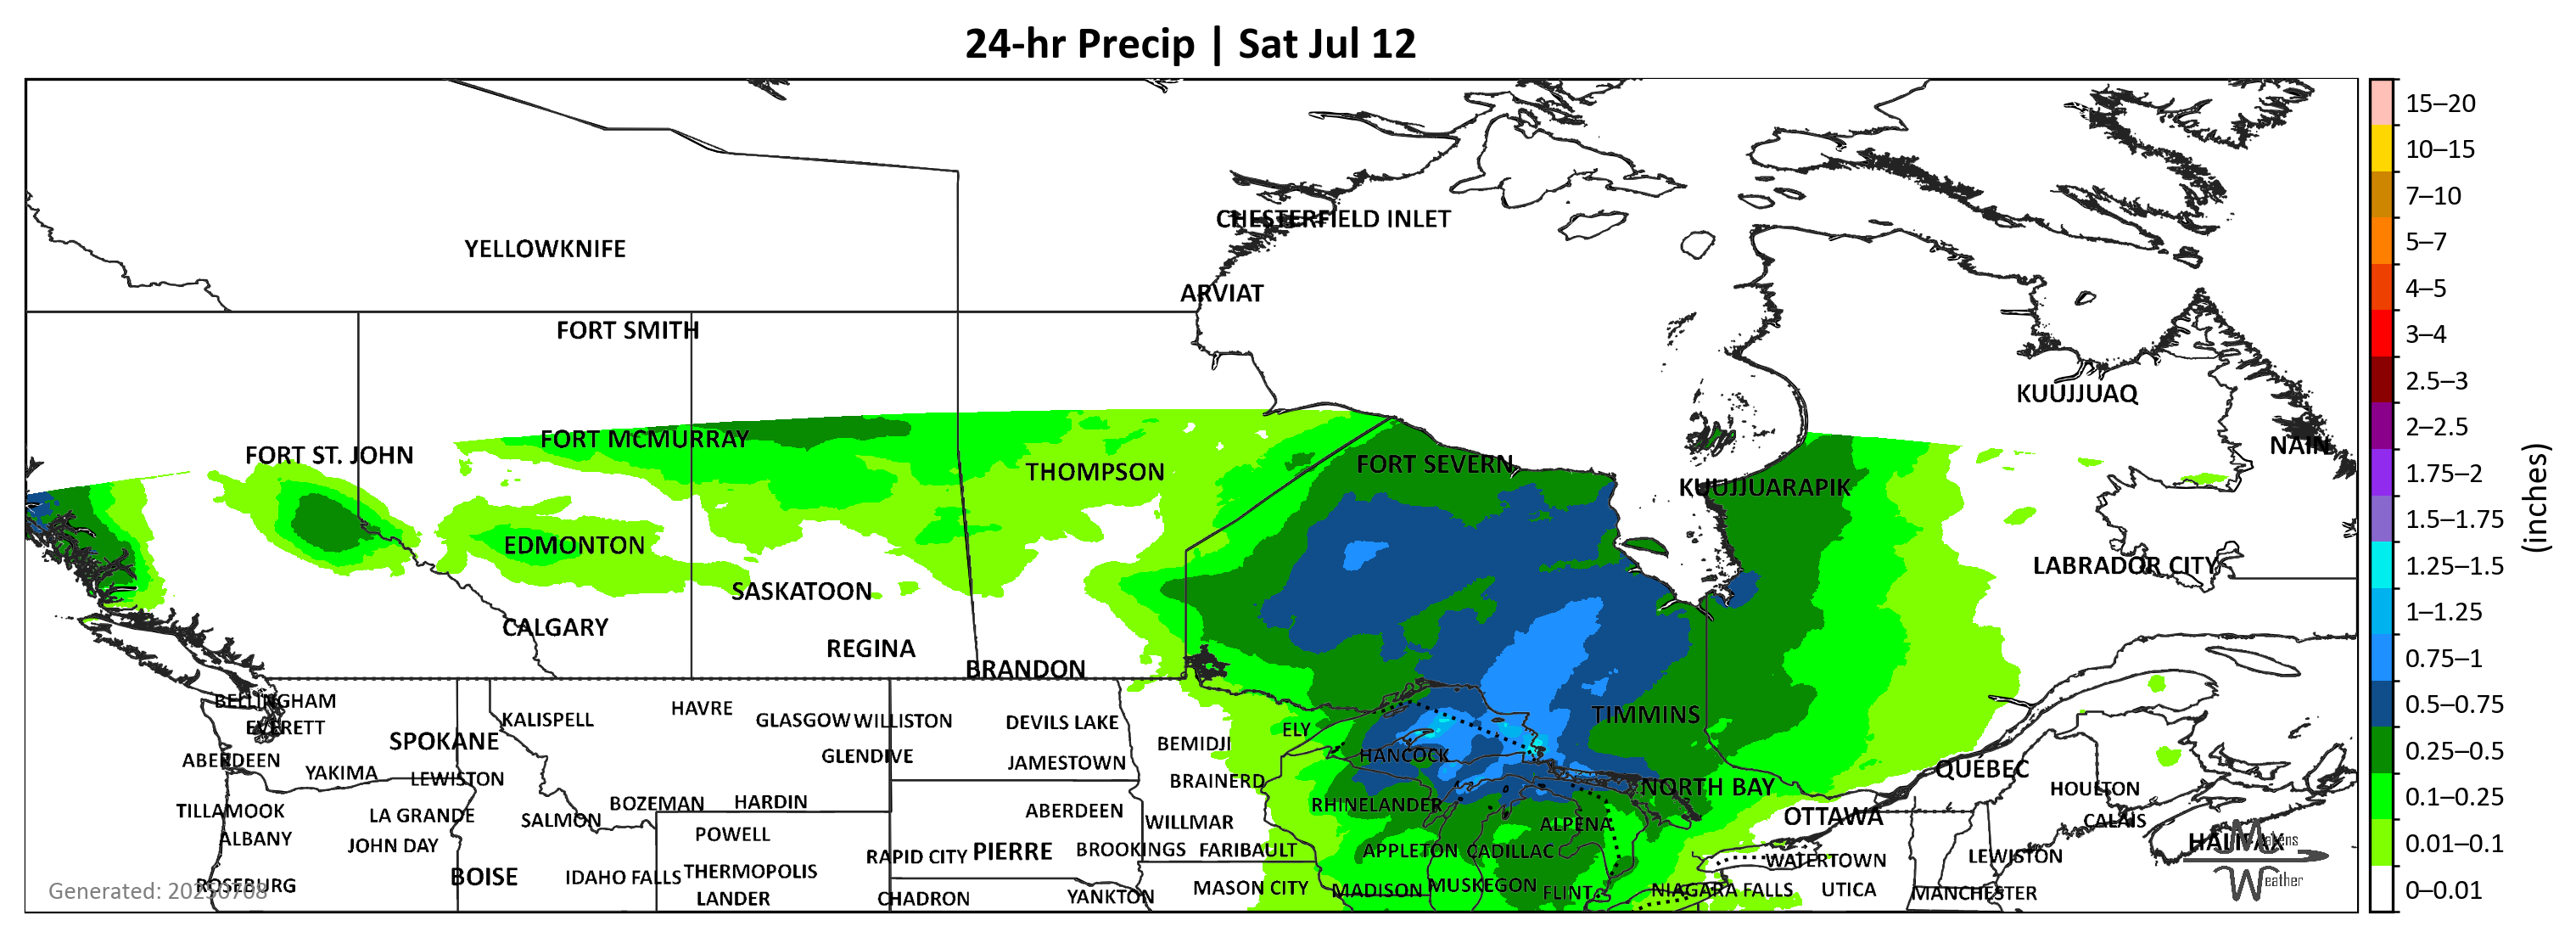 24-hr Precip | Sat Jul 12
CHESTERFIELD INLET
YELLOWKNIFE
ARVIAT
FORT SMITH
KUUJJUAQ
FORT MCMURRAY
NAIN
FORT ST. JOHN
FORT SEVERN
THOMPSON
KUUJJUARAPIK
EDMONTON
LABRADOR CITY
SASKATOON
CALGARY
REGINA
BRANDON
BELLINGHAM
KALISPELL
HAVRE
GLASGOW
WILLISTON
DEVILS LAKE
TIMMINS
EVERETT
ELY
SPOKANE
BEMIDJI
ABERDEEN
GLENDIVE
JAMESTOWN
HANCOCK
QUÉBEC
YAKIMA
LEWISTON
BRAINERD
NORTH BAY
HOULTON
BOZEMAN
HARDIN
RHINELANDER
TILLAMOOK
LA GRANDE
SALMON
ABERDEEN
WILLMAR
ALPENA
OTTAWA
CALAIS
ALBANY
JOHN DAY
POWELL
HALIFAX
RAPID CITY
PIERRE
BROOKINGS
FARIBAULT
APPLETON
CADILLAC
WATERTOWN
LEWISTON
Makens
Weather
BOISE
IDAHO FALLS
THERMOPOLIS
ROSEBURG
Generated: 20250708
LANDER
CHADRON
YANKTON
MASON CITY
MADISON
MUSKEGON
FLINT
NIAGARA FALLS
UTICA
MANCHESTER
15–20
10–15
7–10
5–7
4–5
3–4
2.5–3
2–2.5
1.75–2
1.5–1.75
1.25–1.5
1–1.25
0.75–1
0.5–0.75
0.25–0.5
0.1–0.25
0.01–0.1
0–0.01
(inches)